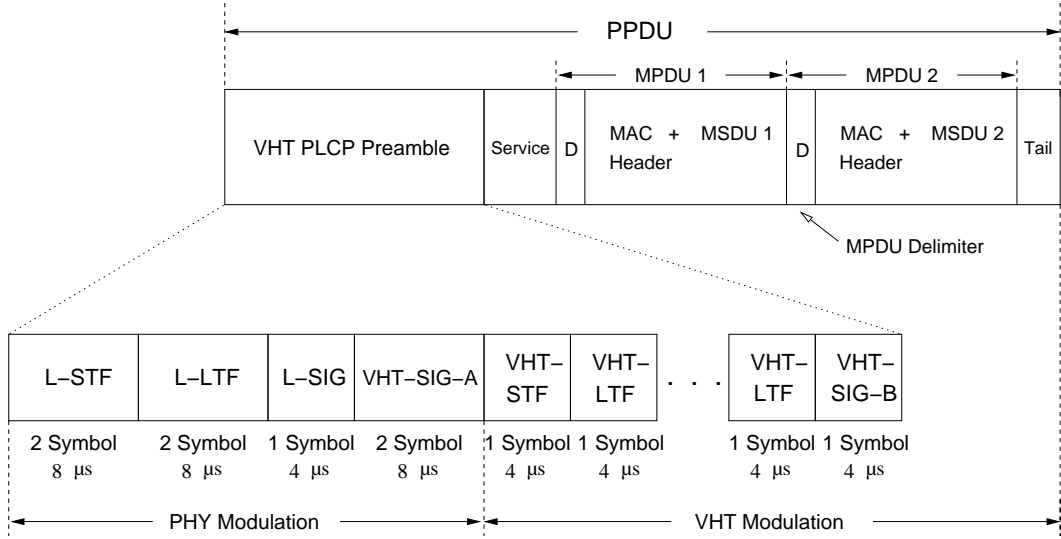 PPDU
MPDU 1 MPDU 2
VHT PLCP Preamble Service D MAC + MSDU 1 D MAC + MSDU 2 Tail
Header Header
MPDU Delimiter
L–STF L–LTF L–SIG VHT–SIG–A VHT– VHT– . . . VHT– VHT–
STF LTF LTF SIG–B
2 Symbol 2 Symbol 1 Symbol 2 Symbol 1 Symbol 1 Symbol 1 Symbol 1 Symbol
8 μs 8 μs 4 μs 8 μs 4 μs 4 μs 4 μs 4 μs
PHY Modulation VHT Modulation